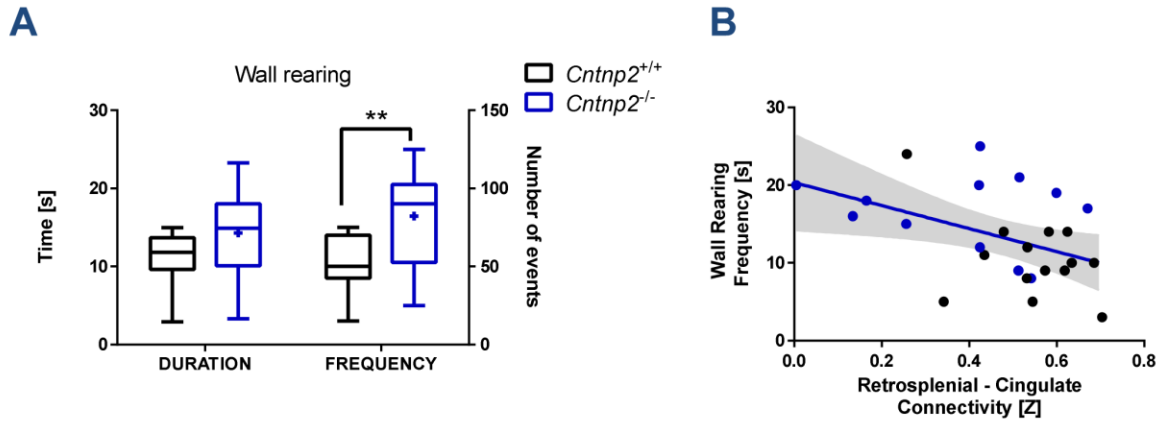 A
Wall rearing
Cntnp2+/+
Cntnp2-/-
30
20
10
0
Time [s]
**
150
100
50
0
Number of events
DURATION
FREQUENCY
B
30
20
10
0
Wall Rearing
Frequency [s]
0.0
0.2
0.4
0.6
0.8
Retrosplenial - Cingulate
Connectivity [Z]